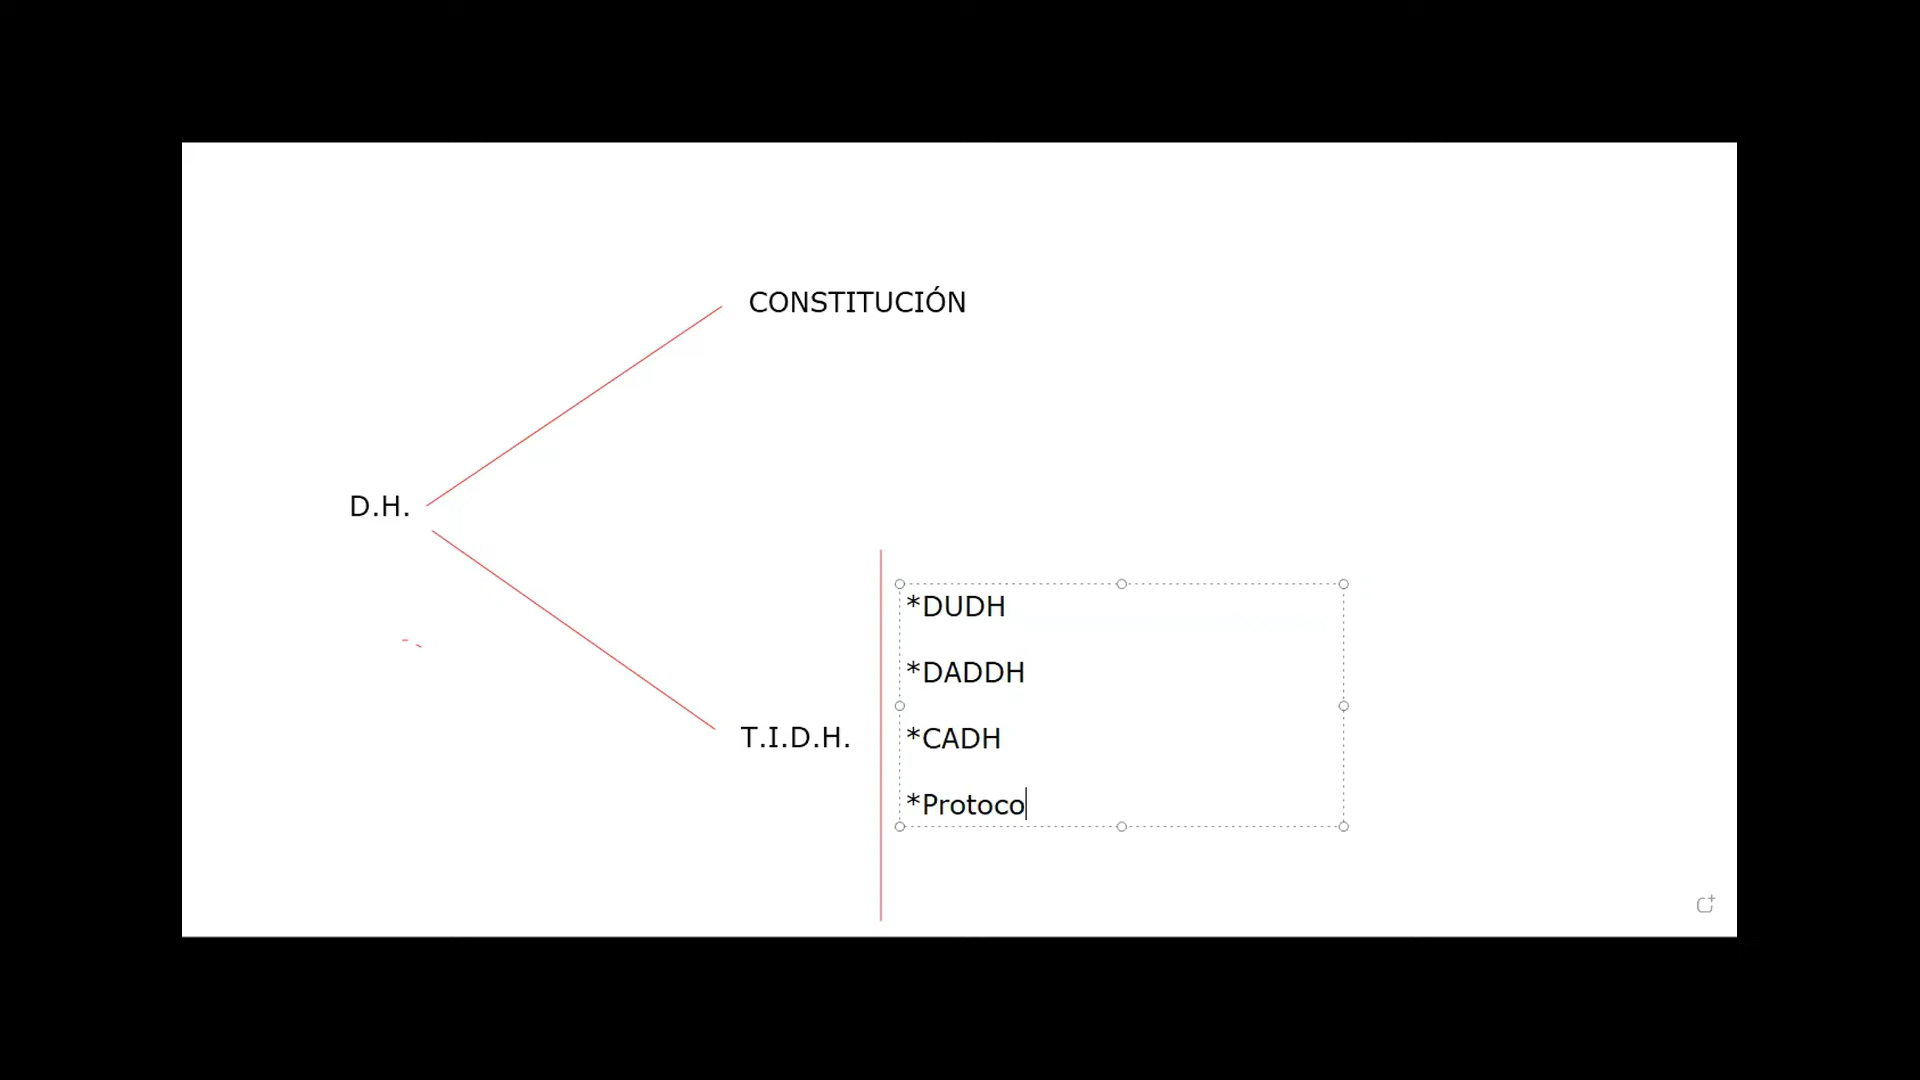 CONSTITUCIÓN
D.H.
*DUDH
*DADDH
T.I.D.H.
*CADH
*Protoco